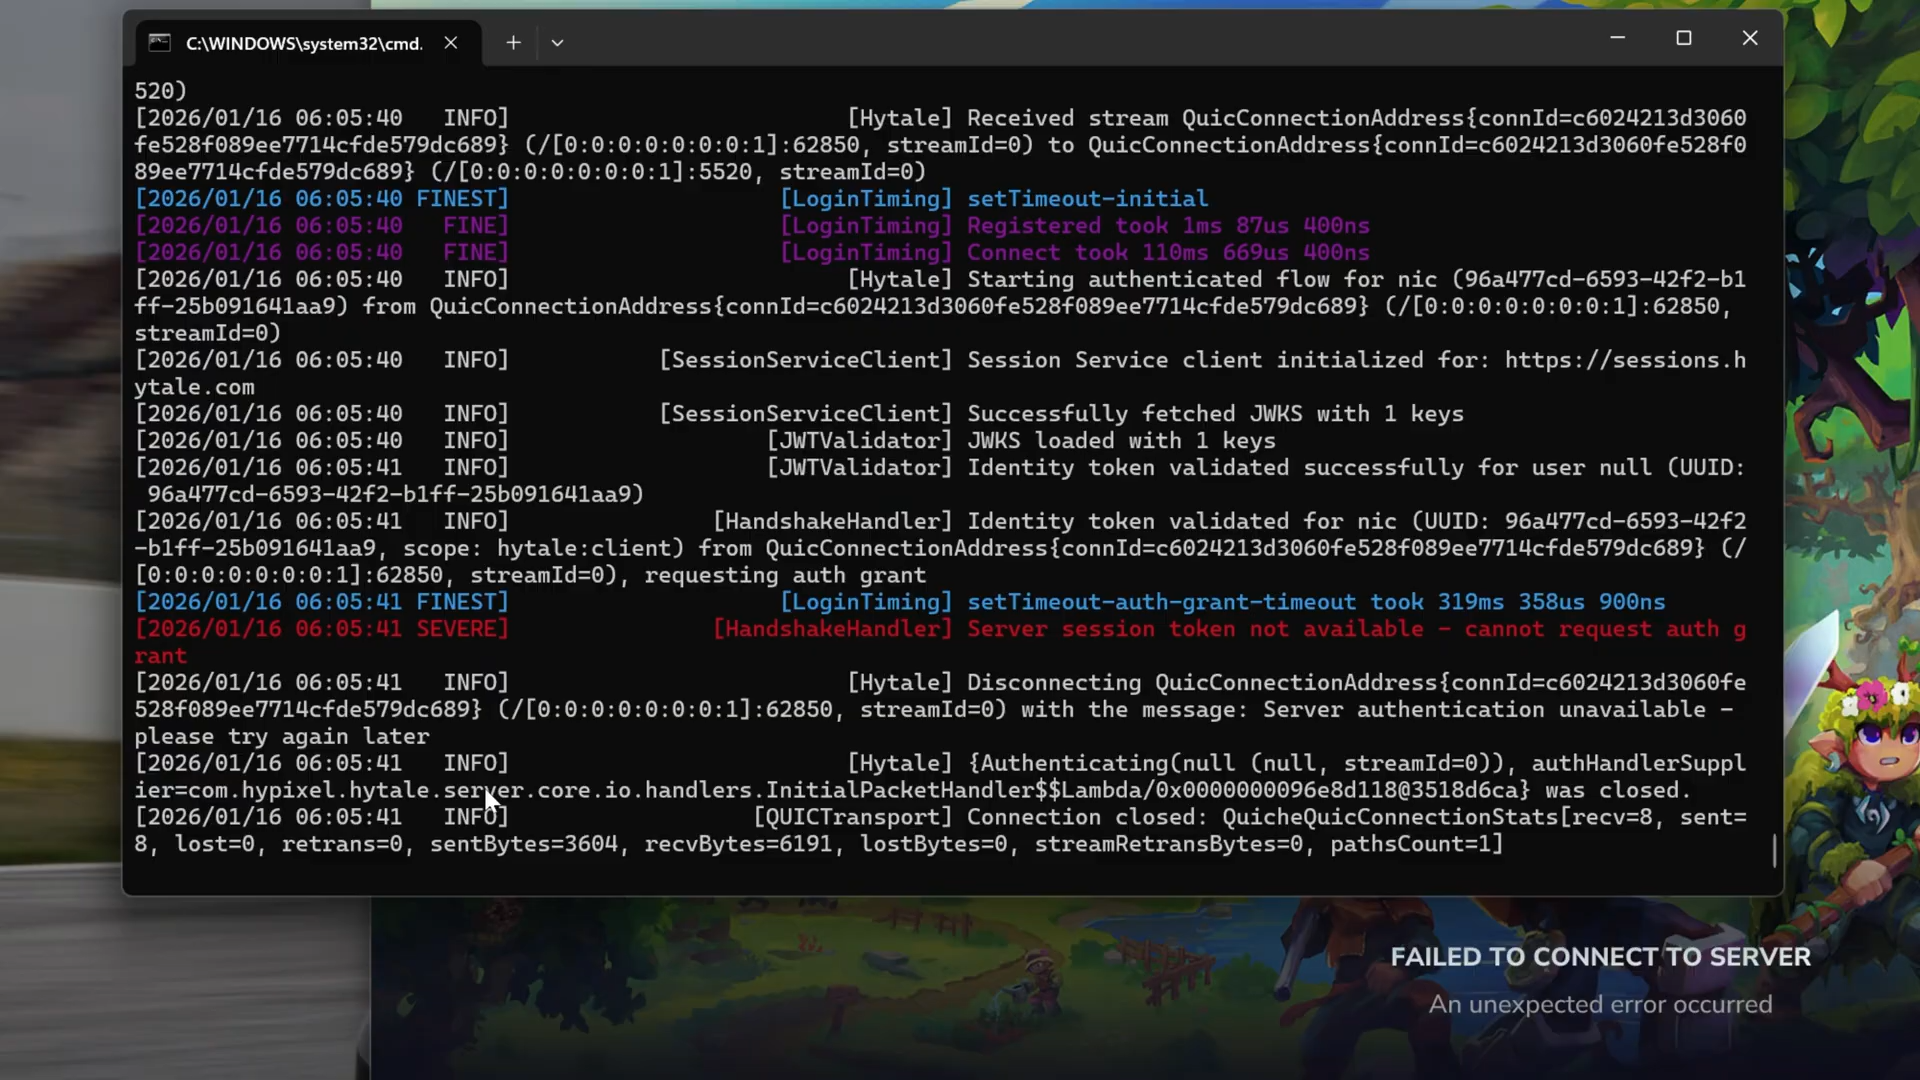 C:\WINDOWS\system32\cmd.
520)
[2026/01/16 06:05:40   INFO]                         [Hytale] Received stream QuicConnectionAddress{connId=c6024213d3060
fe528f089ee7714cfde579dc689} (/[0:0:0:0:0:0:0:1]:62850, streamId=0) to QuicConnectionAddress{connId=c6024213d3060fe528f0
89ee7714cfde579dc689} (/[0:0:0:0:0:0:0:1]:5520, streamId=0)
[2026/01/16 06:05:40 FINEST]                    [LoginTiming] setTimeout-initial
[2026/01/16 06:05:40   FINE]                    [LoginTiming] Registered took 1ms 87us 400ns
[2026/01/16 06:05:40   FINE]                    [LoginTiming] Connect took 110ms 669us 400ns
[2026/01/16 06:05:40   INFO]                         [Hytale] Starting authenticated flow for nic (96a477cd-6593-42f2-b1
ff-25b091641aa9) from QuicConnectionAddress{connId=c6024213d3060fe528f089ee7714cfde579dc689} (/[0:0:0:0:0:0:0:1]:62850,
streamId=0)
[2026/01/16 06:05:40   INFO]           [SessionServiceClient] Session Service client initialized for: https://sessions.h
ytale.com
[2026/01/16 06:05:40   INFO]           [SessionServiceClient] Successfully fetched JWKS with 1 keys
[2026/01/16 06:05:40   INFO]                   [JWTValidator] JWKS loaded with 1 keys
[2026/01/16 06:05:41   INFO]                   [JWTValidator] Identity token validated successfully for user null (UUID:
 96a477cd-6593-42f2-b1ff-25b091641aa9)
[2026/01/16 06:05:41   INFO]               [HandshakeHandler] Identity token validated for nic (UUID: 96a477cd-6593-42f2
-b1ff-25b091641aa9, scope: hytale:client) from QuicConnectionAddress{connId=c6024213d3060fe528f089ee7714cfde579dc689} (/
[0:0:0:0:0:0:0:1]:62850, streamId=0), requesting auth grant
[2026/01/16 06:05:41 FINEST]                    [LoginTiming] setTimeout-auth-grant-timeout took 319ms 358us 900ns
[2026/01/16 06:05:41 SEVERE]               [HandshakeHandler] Server session token not available - cannot request auth g
rant
[2026/01/16 06:05:41   INFO]                         [Hytale] Disconnecting QuicConnectionAddress{connId=c6024213d3060fe
528f089ee7714cfde579dc689} (/[0:0:0:0:0:0:0:1]:62850, streamId=0) with the message: Server authentication unavailable -
please try again later
[2026/01/16 06:05:41   INFO]                         [Hytale] {Authenticating(null (null, streamId=0)), authHandlerSuppl
ier=com.hypixel.hytale.server.core.io.handlers.InitialPacketHandler$$Lambda/0x0000000096e8d118@3518d6ca} was closed.
[2026/01/16 06:05:41   INFO]                  [QUICTransport] Connection closed: QuicheQuicConnectionStats[recv=8, sent=
8, lost=0, retrans=0, sentBytes=3604, recvBytes=6191, lostBytes=0, streamRetransBytes=0, pathsCount=1]
FAILED TO CONNECT TO SERVER
An unexpected error occurred